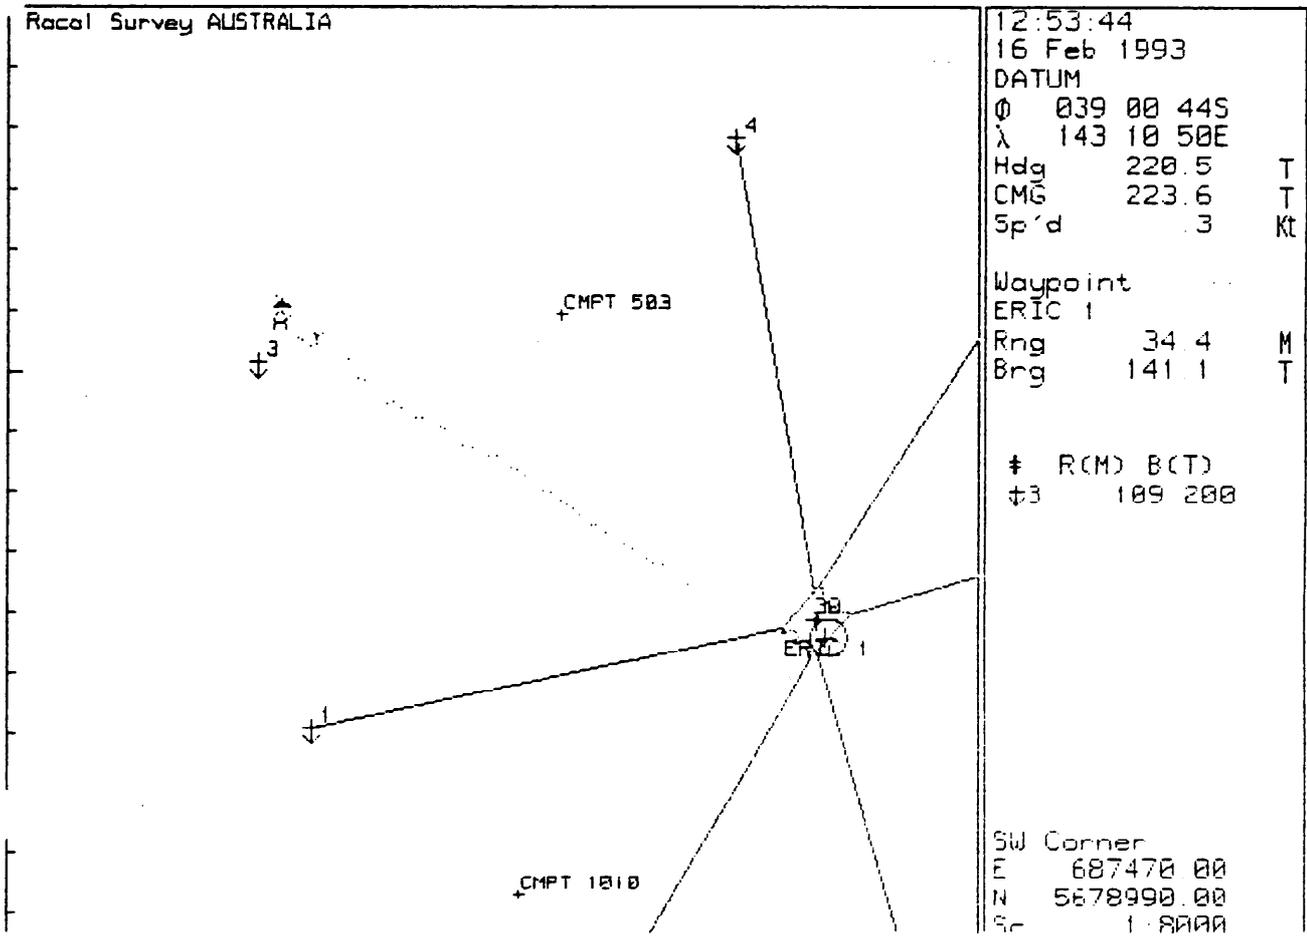 Racal Survey AUSTRALIA
4
CMPT 503
3
30
ERIC 1
1
CMPT 1010
12:53:44
16 Feb 1993
DATUM
ϕ 039 00 44S
λ 143 10 50E
Hdg 220.5 T
CMG 223.6 T
Sp'd .3 Kt
Waypoint
ERIC 1
Rng 34.4 M
Brg 141.1 T
‡ R(M) B(T)
3 109 200
SW Corner
E 687470.00
N 5678990.00
Sc 1:8000